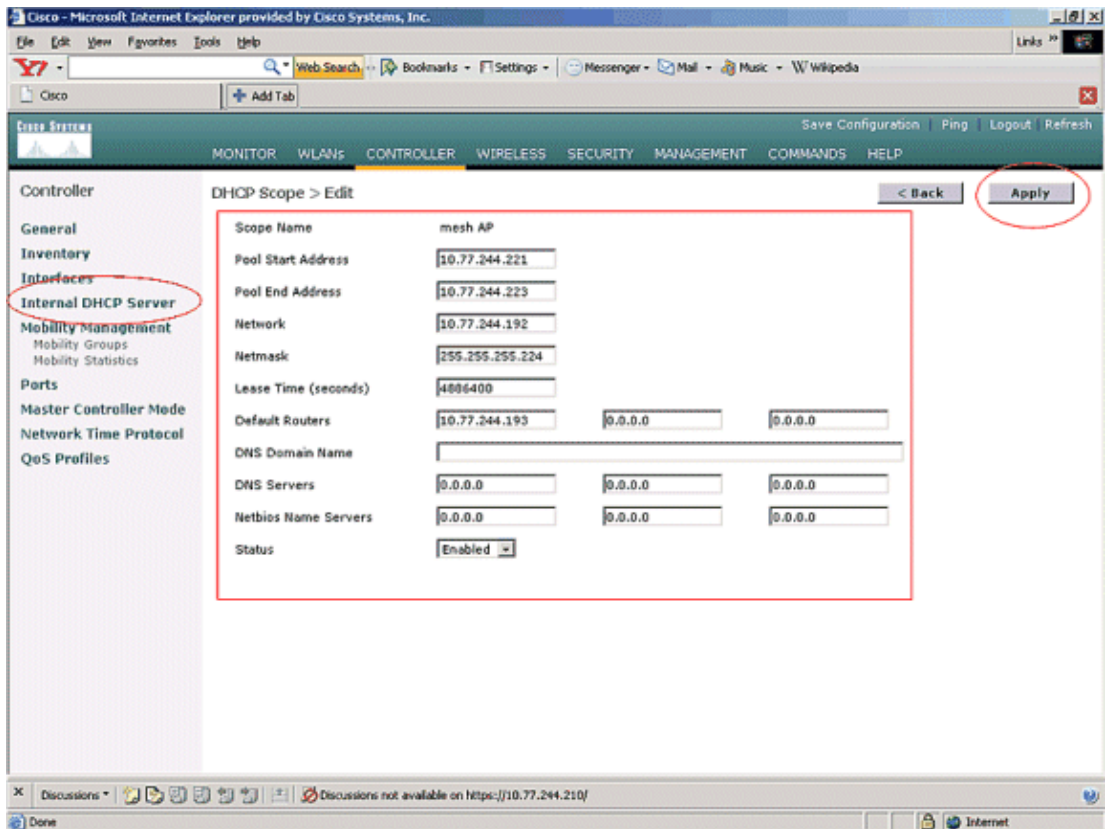 Cisco - Microsoft Internet Explorer provided by Cisco Systems, Inc.
File Edit View Favorites Tools Help Links »
Y7 - Web Search Bookmarks Settings Messenger Mail Music Wikipedia
Cisco Add Tab
CISCO SYSTEMS
Save Configuration | Ping | Logout | Refresh
MONITOR WLANs CONTROLLER WIRELESS SECURITY MANAGEMENT COMMANDS HELP
Controller
General
Inventory
Interfaces
Internal DHCP Server
Mobility Management
Mobility Groups
Mobility Statistics
Ports
Master Controller Mode
Network Time Protocol
QoS Profiles
DHCP Scope > Edit
< Back Apply
Scope Name mesh AP
Pool Start Address 10.77.244.221
Pool End Address 10.77.244.223
Network 10.77.244.192
Netmask 255.255.255.224
Lease Time (seconds) 4886400
Default Routers 10.77.244.193 0.0.0.0 0.0.0.0
DNS Domain Name
DNS Servers 0.0.0.0 0.0.0.0 0.0.0.0
Netbios Name Servers 0.0.0.0 0.0.0.0 0.0.0.0
Status Enabled
× Discussions Discussions not available on https://10.77.244.210/
Done Internet